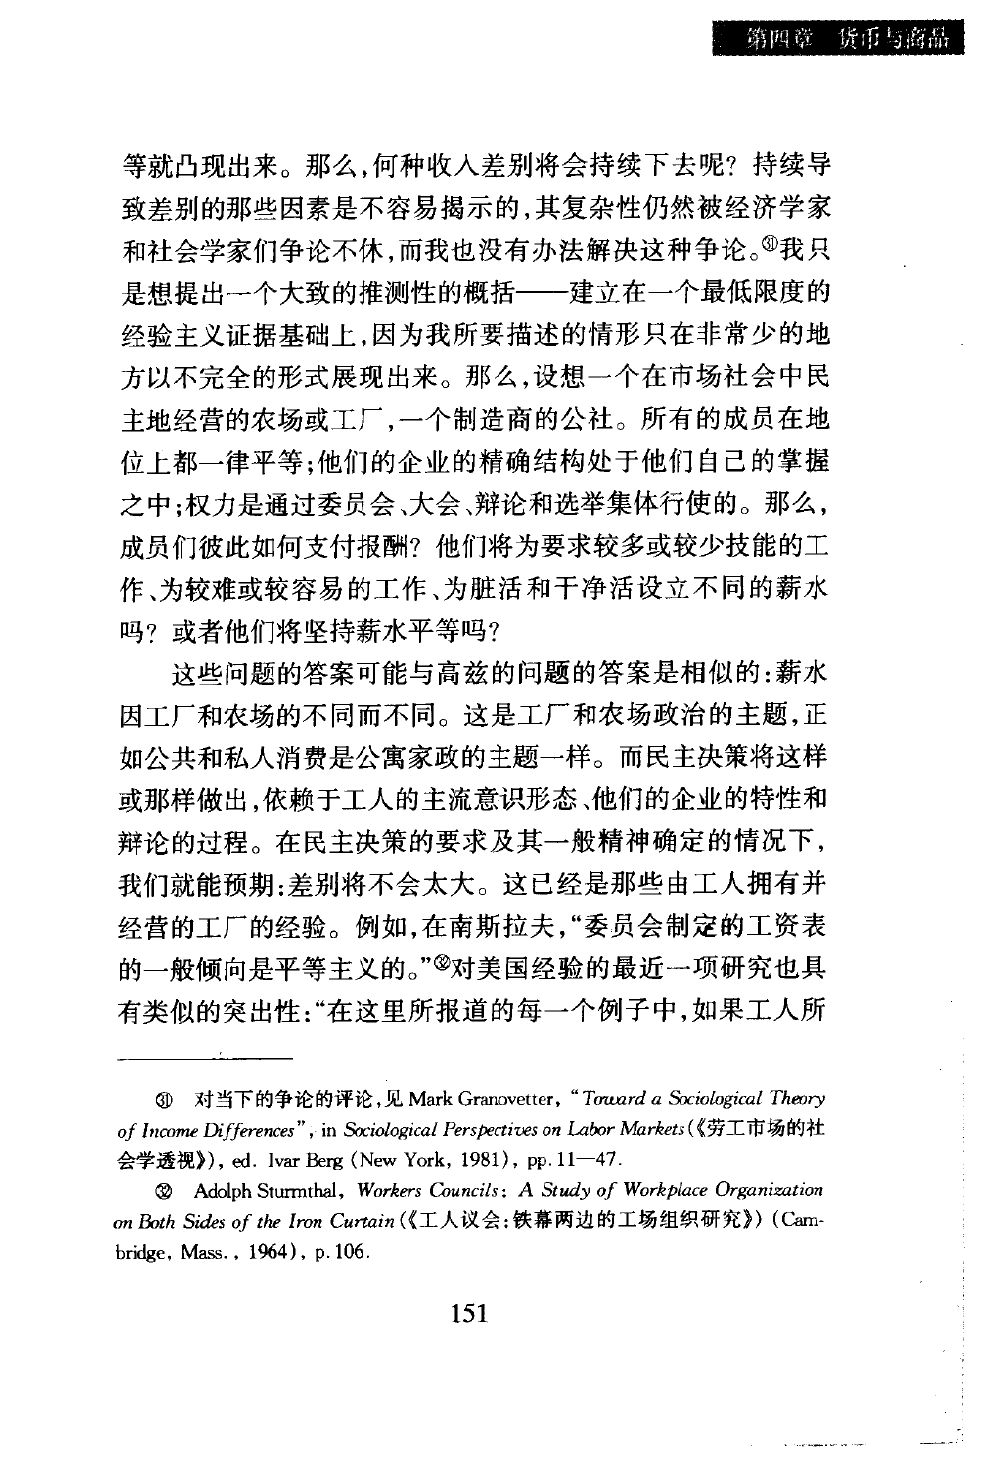 第四章 货币与商品
等就凸现出来。那么,何种收入差别将会持续下去呢?持续导
致差别的那些因素是不容易揭示的,其复杂性仍然被经济学家
和社会学家们争论不休,而我也没有办法解决这种争论。㉛我只
是想提出一个大致的推测性的概括——建立在一个最低限度的
经验主义证据基础上,因为我所要描述的情形只在非常少的地
方以不完全的形式展现出来。那么,设想一个在市场社会中民
主地经营的农场或工厂,一个制造商的公社。所有的成员在地
位上都一律平等;他们的企业的精确结构处于他们自己的掌握
之中;权力是通过委员会、大会、辩论和选举集体行使的。那么,
成员们彼此如何支付报酬?他们将为要求较多或较少技能的工
作、为较难或较容易的工作、为脏活和干净活设立不同的薪水
吗?或者他们将坚持薪水平等吗?
这些问题的答案可能与高兹的问题的答案是相似的:薪水
因工厂和农场的不同而不同。这是工厂和农场政治的主题,正
如公共和私人消费是公寓家政的主题一样。而民主决策将这样
或那样做出,依赖于工人的主流意识形态、他们的企业的特性和
辩论的过程。在民主决策的要求及其一般精神确定的情况下,
我们就能预期:差别将不会太大。这已经是那些由工人拥有并
经营的工厂的经验。例如,在南斯拉夫,“委员会制定的工资表
的一般倾向是平等主义的。”㉜对美国经验的最近一项研究也具
有类似的突出性:“在这里所报道的每一个例子中,如果工人所
㉛ 对当下的争论的评论,见 Mark Granovetter, “Toward a Sociological Theory
of Income Differences”, in Sociological Perspectives on Labor Markets(《劳工市场的社
会学透视》), ed. Ivar Berg (New York, 1981), pp. 11—47.
㉜ Adolph Sturmthal, Workers Councils: A Study of Workplace Organization
on Both Sides of the Iron Curtain(《工人议会:铁幕两边的工场组织研究》) (Cam-
bridge, Mass., 1964), p. 106.
151